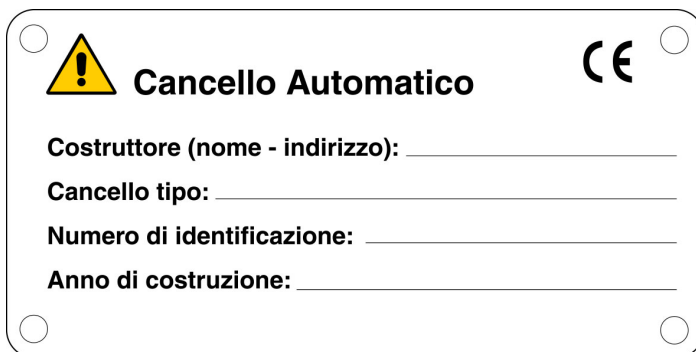 Cancello Automatico CE
Costruttore (nome - indirizzo):
Cancello tipo:
Numero di identificazione:
Anno di costruzione: